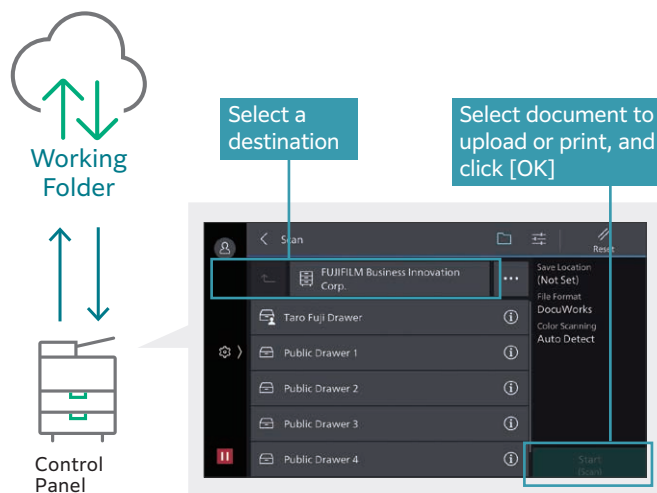 Working
Folder
Control
Panel
Select a
destination
Select document to
upload or print, and
click [OK]
Scan
Reset
FUJIFILM Business Innovation
Corp.
Taro Fuji Drawer
Public Drawer 1
Public Drawer 2
Public Drawer 3
Public Drawer 4
Save Location
(Not Set)
File Format
DocuWorks
Color Scanning
Auto Detect
Start
(Scan)